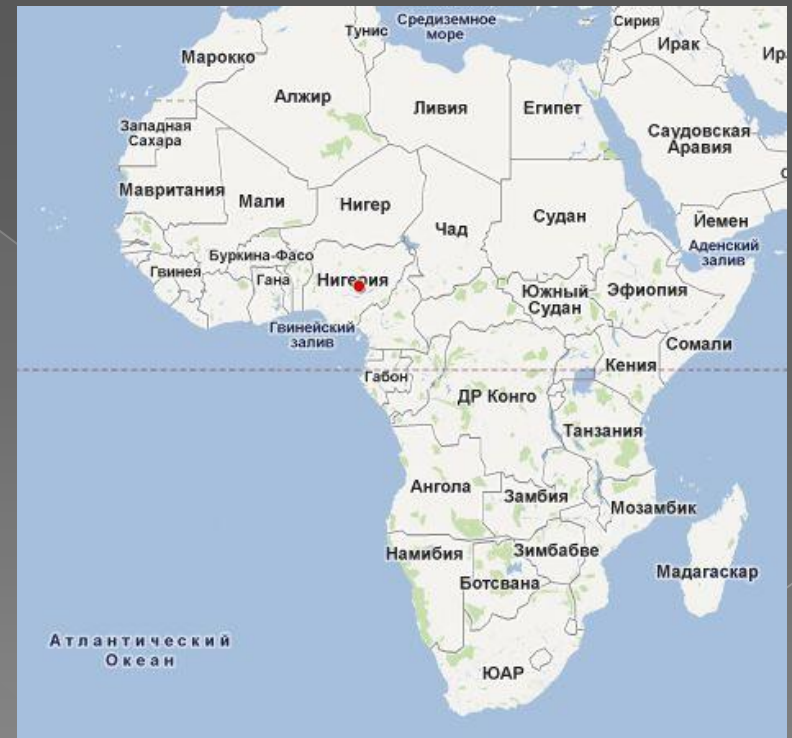 Средиземное
море
Сирия
Тунис
Ирак
Ир
Марокко
Алжир
Ливия
Египет
Западная
Сахара
Саудовская
Аравия
Мавритания
Мали
Нигер
Чад
Судан
Йемен
Аденский
залив
Буркина-Фасо
Гвинея
Гана
Нигерия
Южный
Судан
Эфиопия
Гвинейский
залив
Сомали
Кения
Габон
ДР Конго
Танзания
Ангола
Замбия
Мозамбик
Намибия
Зимбабве
Ботсвана
Мадагаскар
Атлантический
Океан
ЮАР